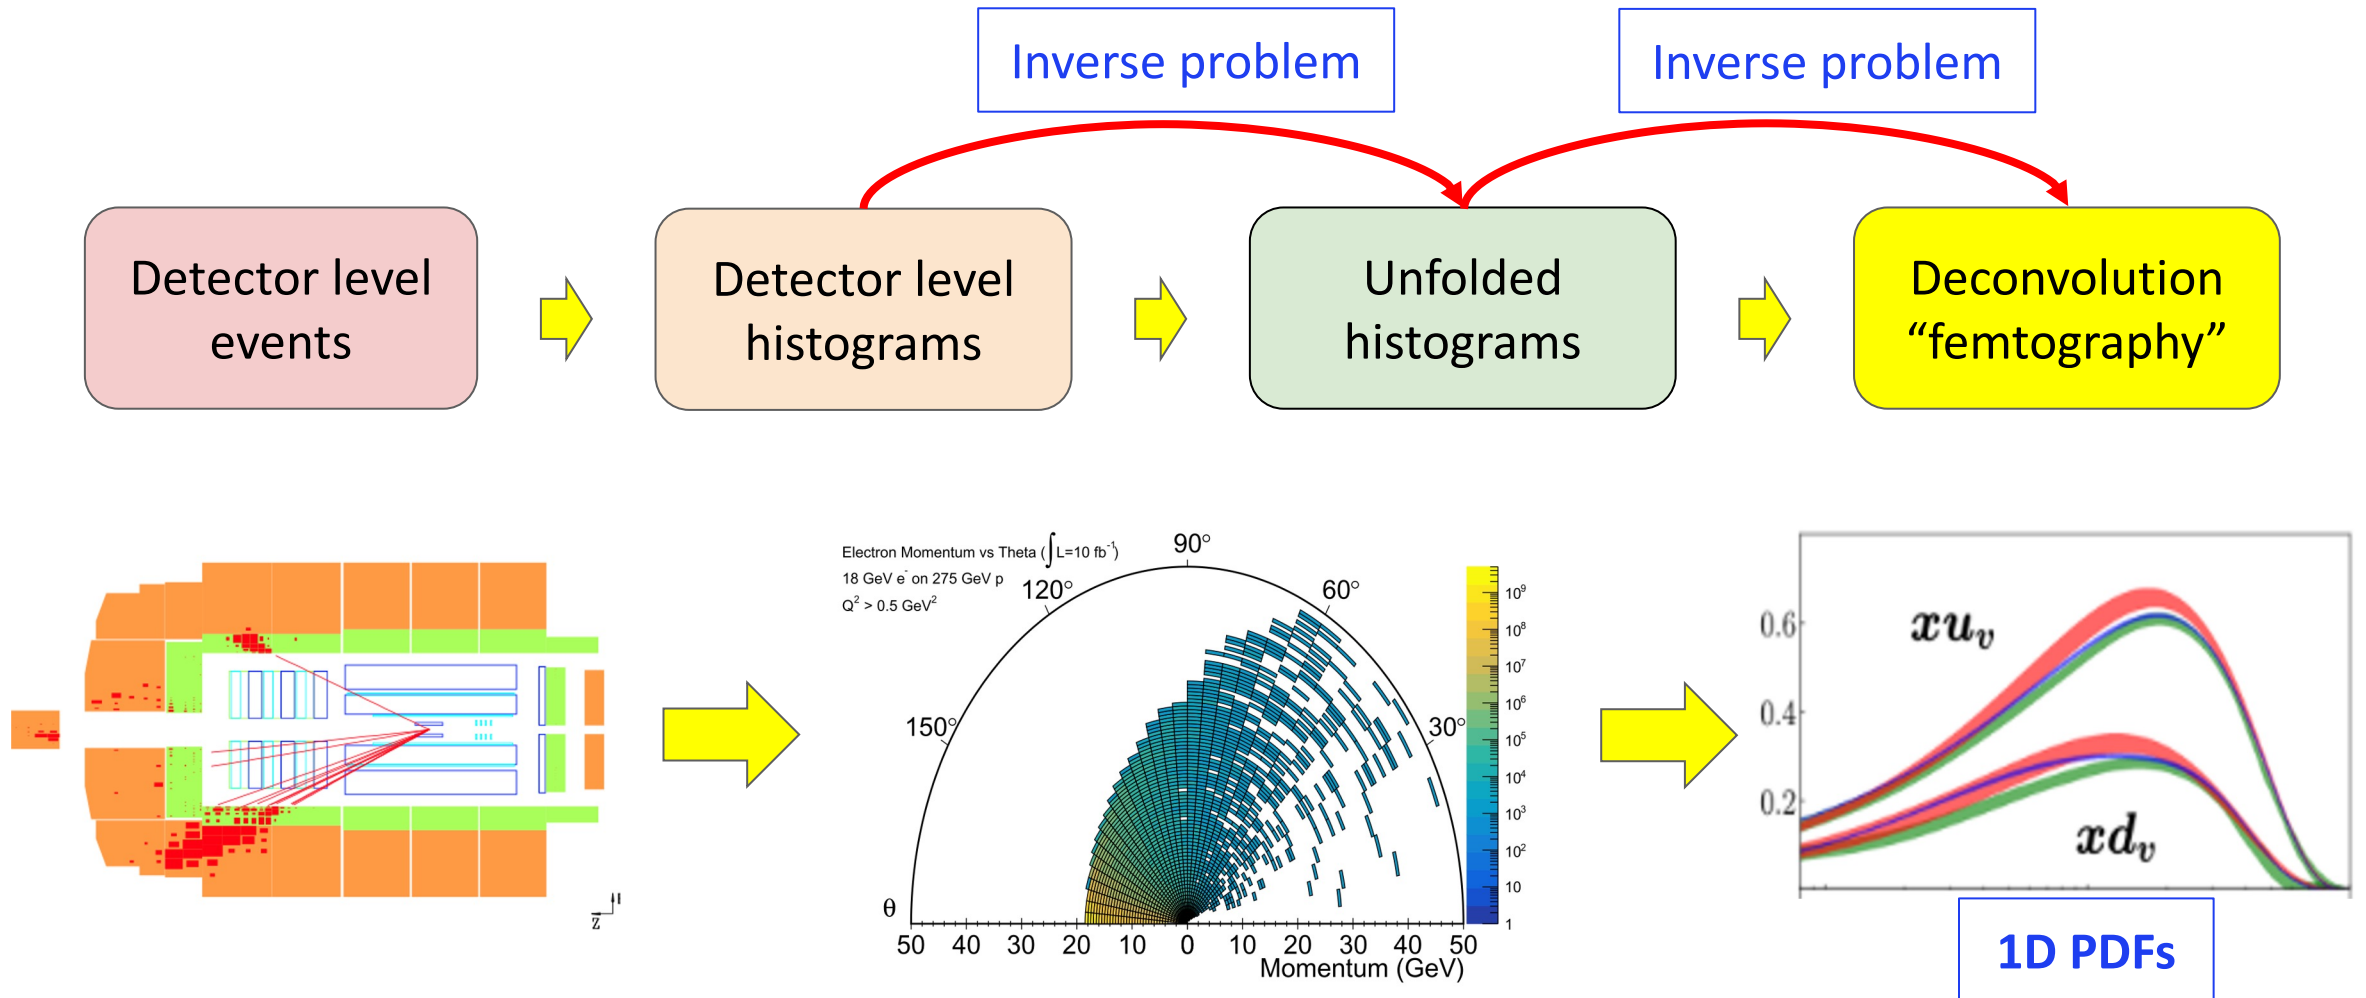 Inverse problem
Inverse problem
Detector level
events
Detector level
histograms
Unfolded
histograms
Deconvolution
“femtography”
Electron Momentum vs Theta (∫L=10 fb⁻¹)
18 GeV e⁻ on 275 GeV p
Q² > 0.5 GeV²
90°
120°
60°
150°
30°
θ
50 40 30 20 10 0 10 20 30 40 50
Momentum (GeV)
10⁹
10⁸
10⁷
10⁶
10⁵
10⁴
10³
10²
10
1
0.6
0.4
0.2
xuᵥ
xdᵥ
1D PDFs
Z